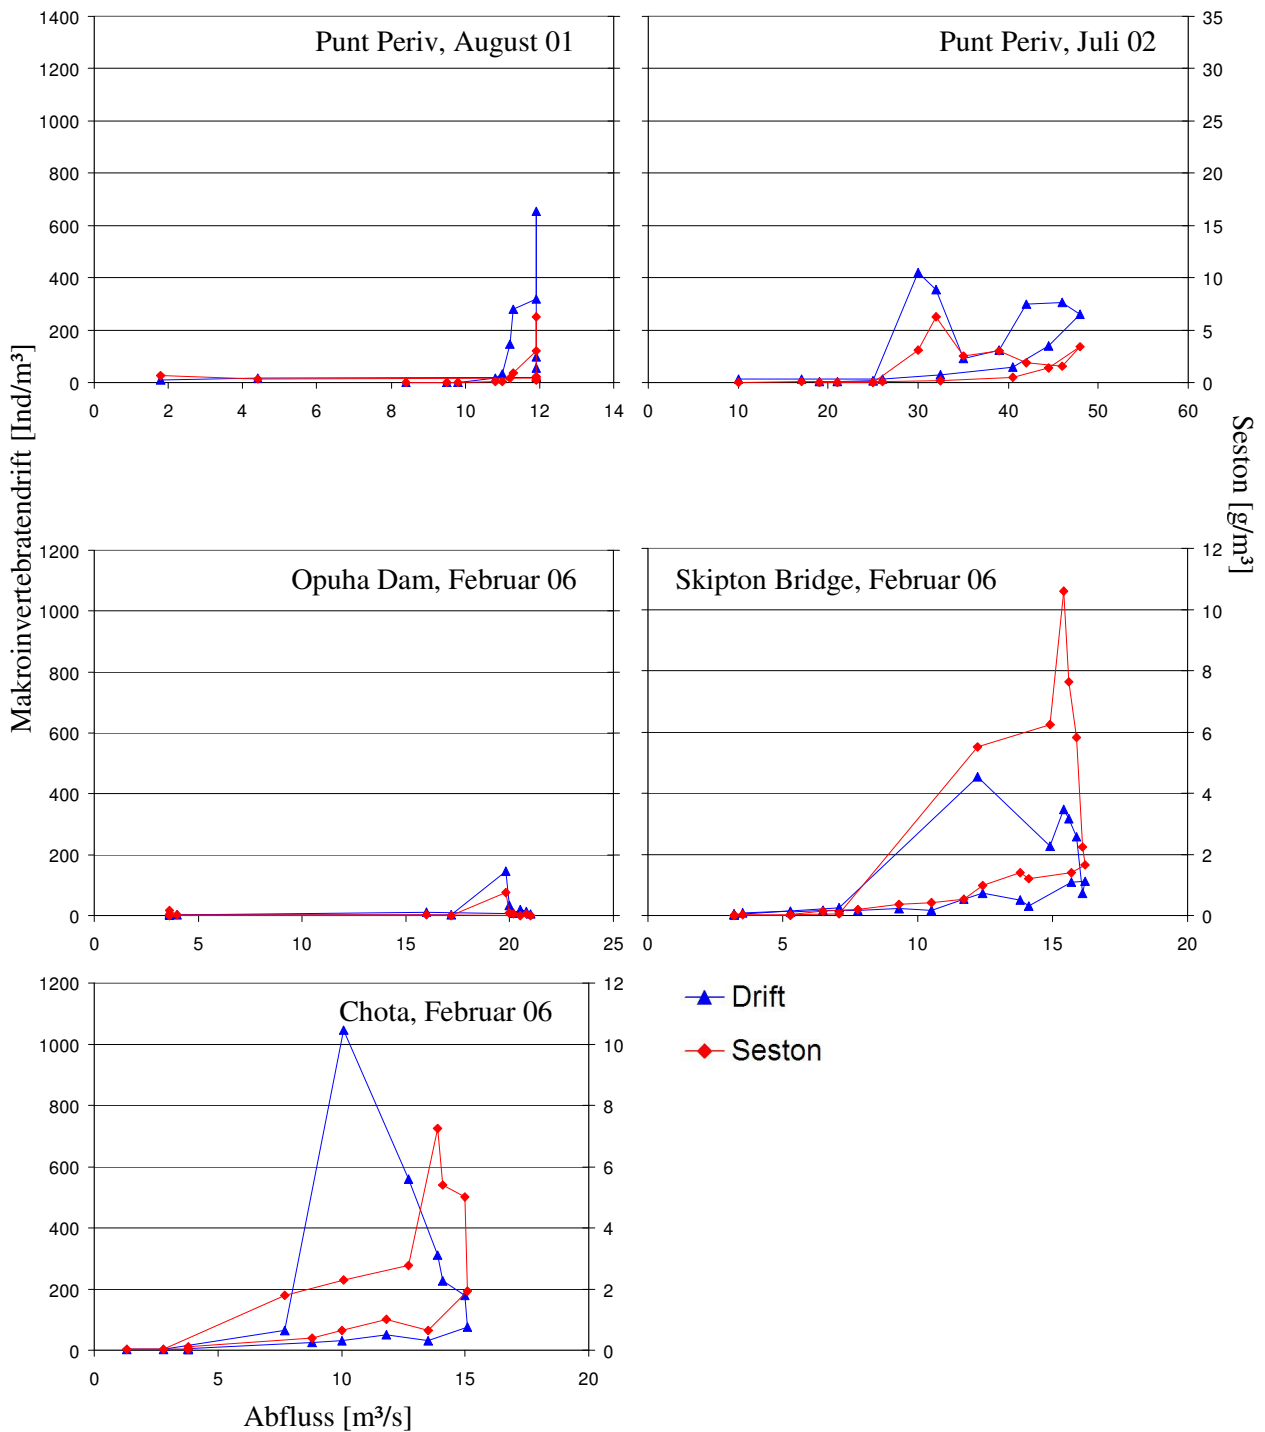 Punt Periv, August 01
1400
1200
1000
800
600
400
200
0
0 2 4 6 8 10 12 14
Punt Periv, Juli 02
35
30
25
20
15
10
5
0
0 10 20 30 40 50 60
Makroinvertebratendrift [Ind/m³]
Seston [g/m³]
Opuha Dam, Februar 06
1200
1000
800
600
400
200
0
0 5 10 15 20 25
Skipton Bridge, Februar 06
12
10
8
6
4
2
0
0 5 10 15 20
Chota, Februar 06
1200
1000
800
600
400
200
0
12
10
8
6
4
2
0
0 5 10 15 20
Drift
Seston
Abfluss [m³/s]